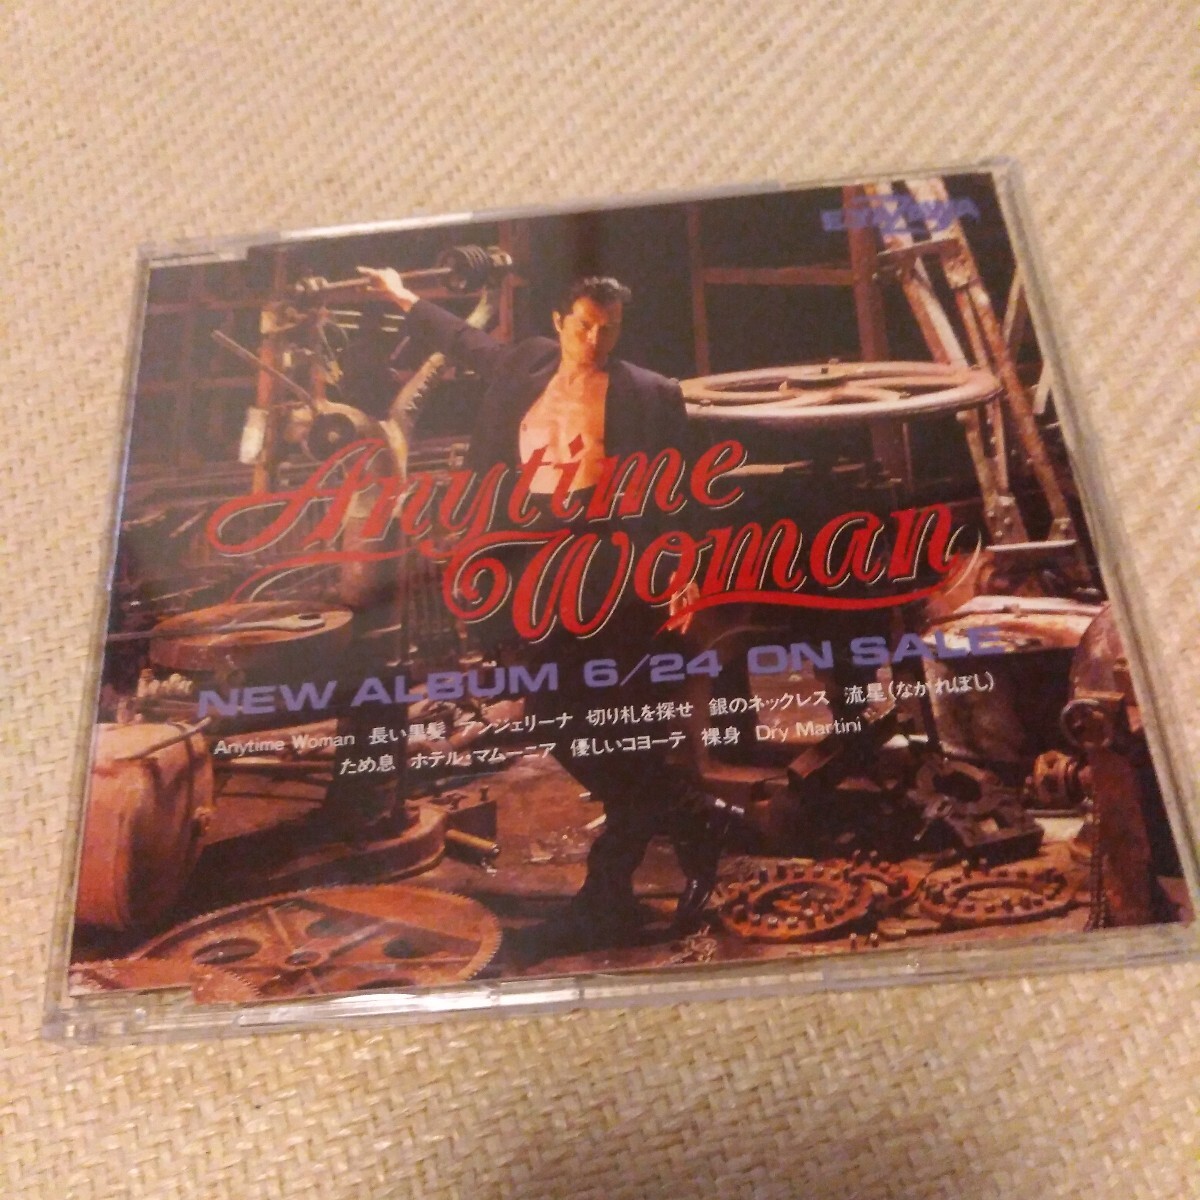 E.YAZAWA
Anytime
Woman
NEW ALBUM 6/24 ON SALE
Anytime Woman 長い黒髪 アンジェリーナ 切り札を探せ 銀のネックレス 流星(ながれぼし)
ため息 ホテル・マムーニア 優しいコヨーテ 裸身 Dry Martini